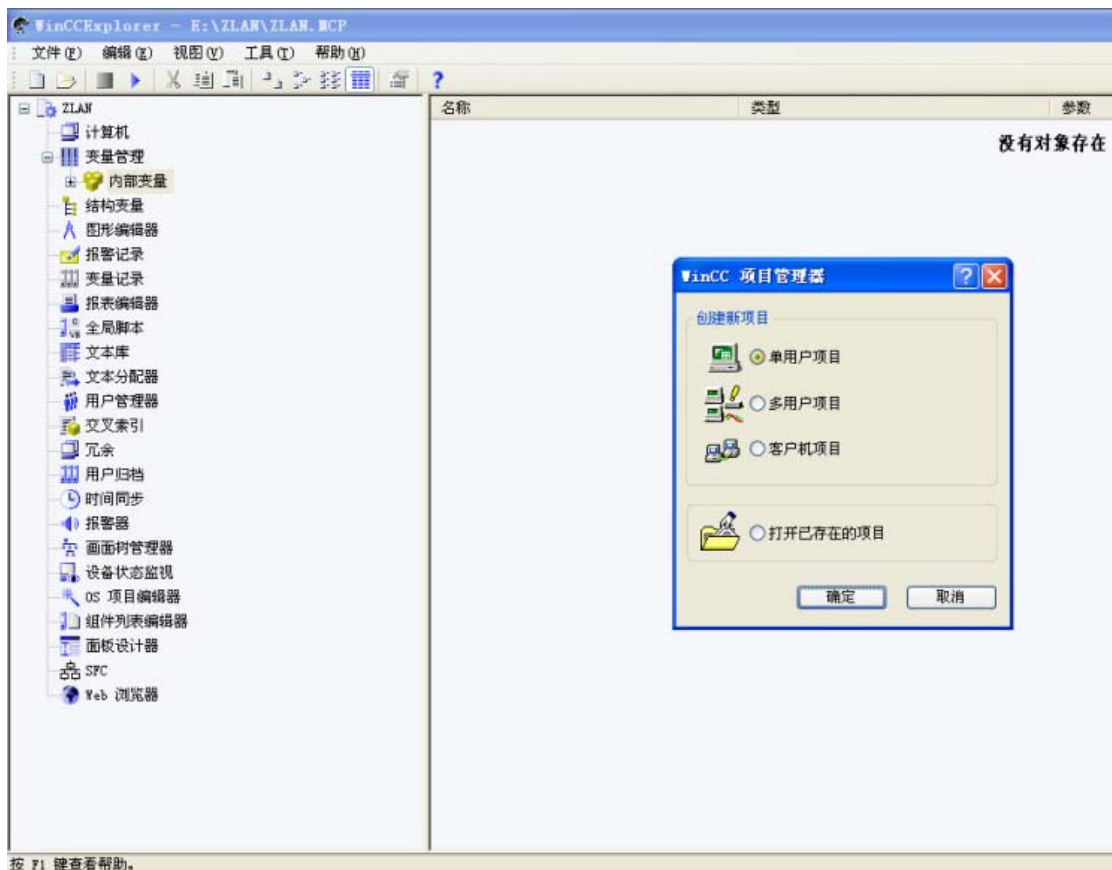 WinCCExplorer - E:\ZLAN\ZLAN.MCP
文件(F) 编辑(E) 视图(V) 工具(T) 帮助(H)
?
ZLAN
计算机
变量管理
内部变量
结构变量
图形编辑器
报警记录
变量记录
报表编辑器
全局脚本
文本库
文本分配器
用户管理器
交叉索引
冗余
用户归档
时间同步
报警器
画面树管理器
设备状态监视
OS 项目编辑器
组件列表编辑器
面板设计器
SFC
Web 浏览器
名称 类型 参数
没有对象存在
WinCC 项目管理器
创建新项目
单用户项目
多用户项目
客户机项目
打开已存在的项目
确定 取消
按 F1 键查看帮助。